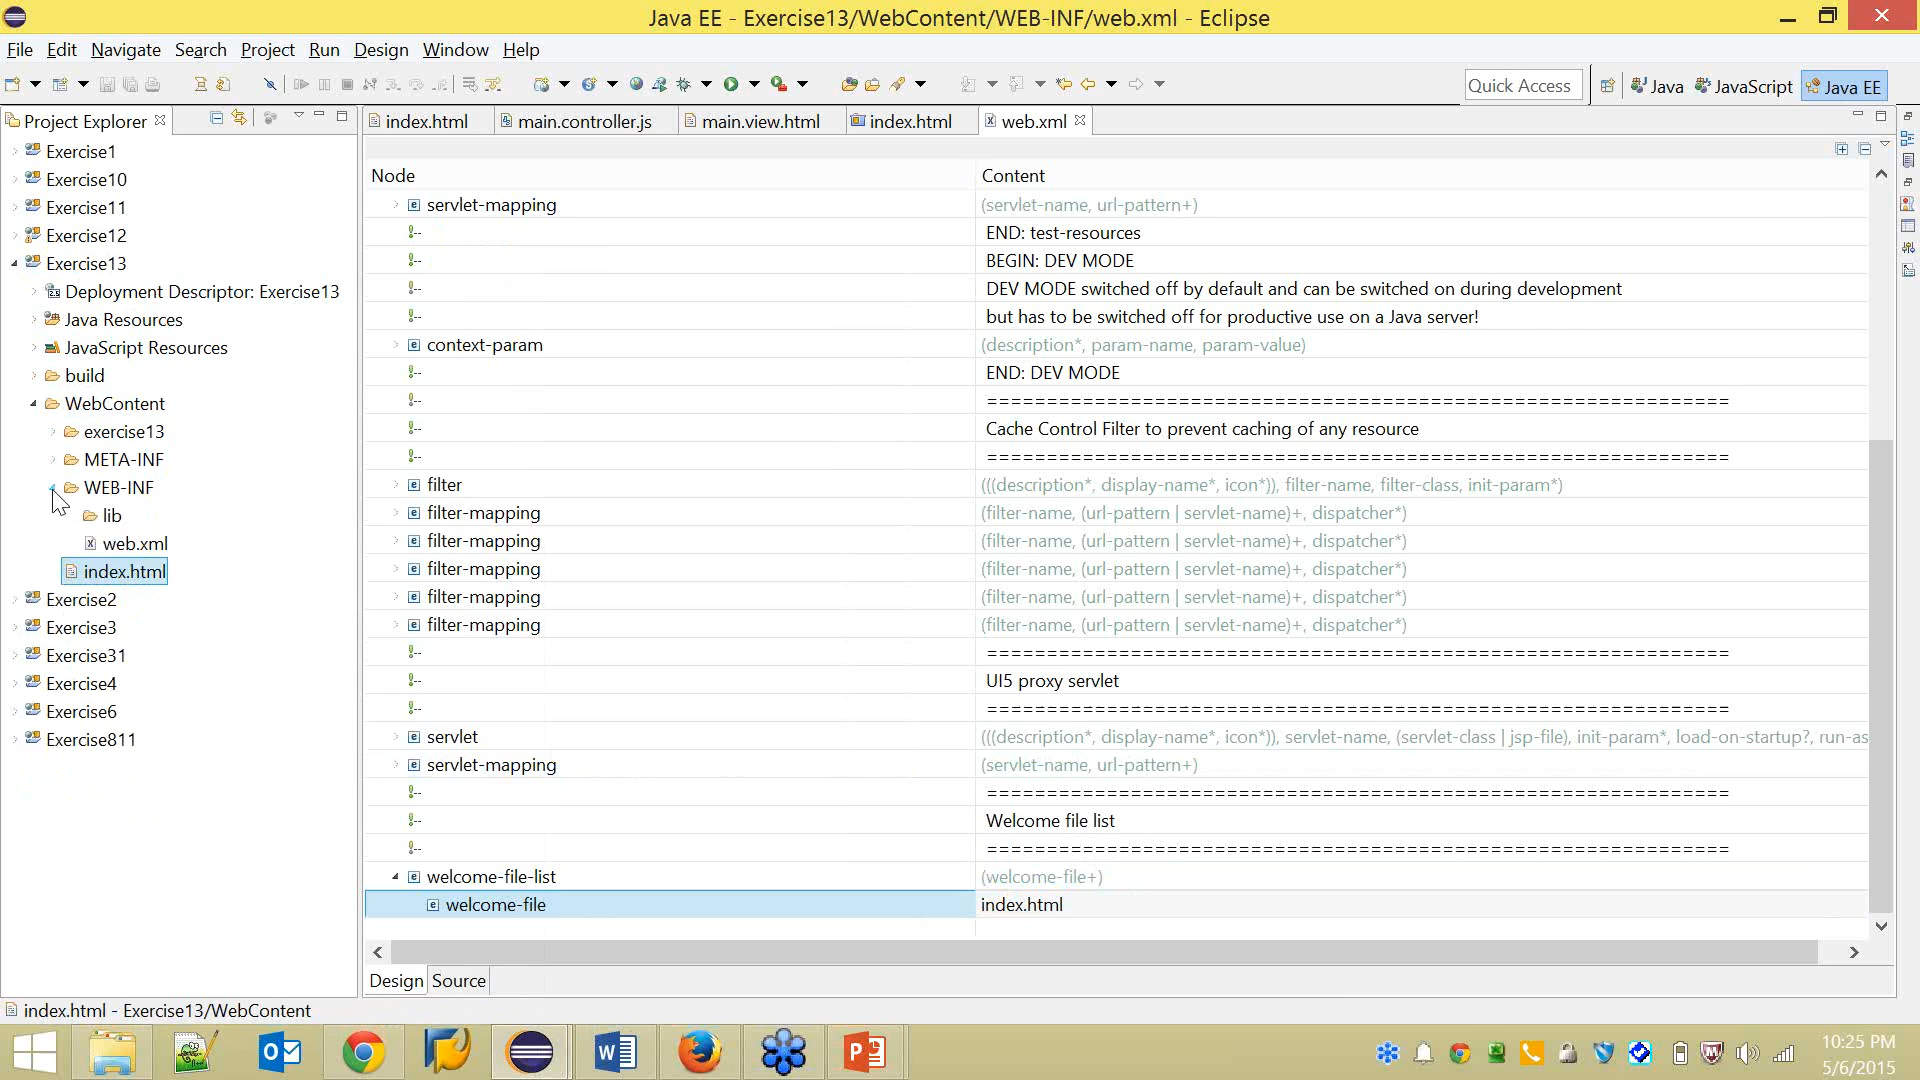 Java EE - Exercise13/WebContent/WEB-INF/web.xml - Eclipse
File Edit Navigate Search Project Run Design Window Help
Quick Access Java JavaScript Java EE
Project Explorer
index.html main.controller.js main.view.html index.html web.xml
Exercise1
Exercise10
Exercise11
Exercise12
Exercise13
Deployment Descriptor: Exercise13
Java Resources
JavaScript Resources
build
WebContent
exercise13
META-INF
WEB-INF
lib
web.xml
index.html
Exercise2
Exercise3
Exercise31
Exercise4
Exercise6
Exercise811
Node Content
servlet-mapping (servlet-name, url-pattern+)
END: test-resources
BEGIN: DEV MODE
DEV MODE switched off by default and can be switched on during development
but has to be switched off for productive use on a Java server!
context-param (description*, param-name, param-value)
END: DEV MODE
==============================================================
Cache Control Filter to prevent caching of any resource
==============================================================
filter (((description*, display-name*, icon*)), filter-name, filter-class, init-param*)
filter-mapping (filter-name, (url-pattern | servlet-name)+, dispatcher*)
filter-mapping (filter-name, (url-pattern | servlet-name)+, dispatcher*)
filter-mapping (filter-name, (url-pattern | servlet-name)+, dispatcher*)
filter-mapping (filter-name, (url-pattern | servlet-name)+, dispatcher*)
filter-mapping (filter-name, (url-pattern | servlet-name)+, dispatcher*)
==============================================================
UI5 proxy servlet
==============================================================
servlet (((description*, display-name*, icon*)), servlet-name, (servlet-class | jsp-file), init-param*, load-on-startup?, run-as
servlet-mapping (servlet-name, url-pattern+)
==============================================================
Welcome file list
==============================================================
welcome-file-list (welcome-file+)
welcome-file index.html
Design Source
index.html - Exercise13/WebContent
10:25 PM
5/6/2015